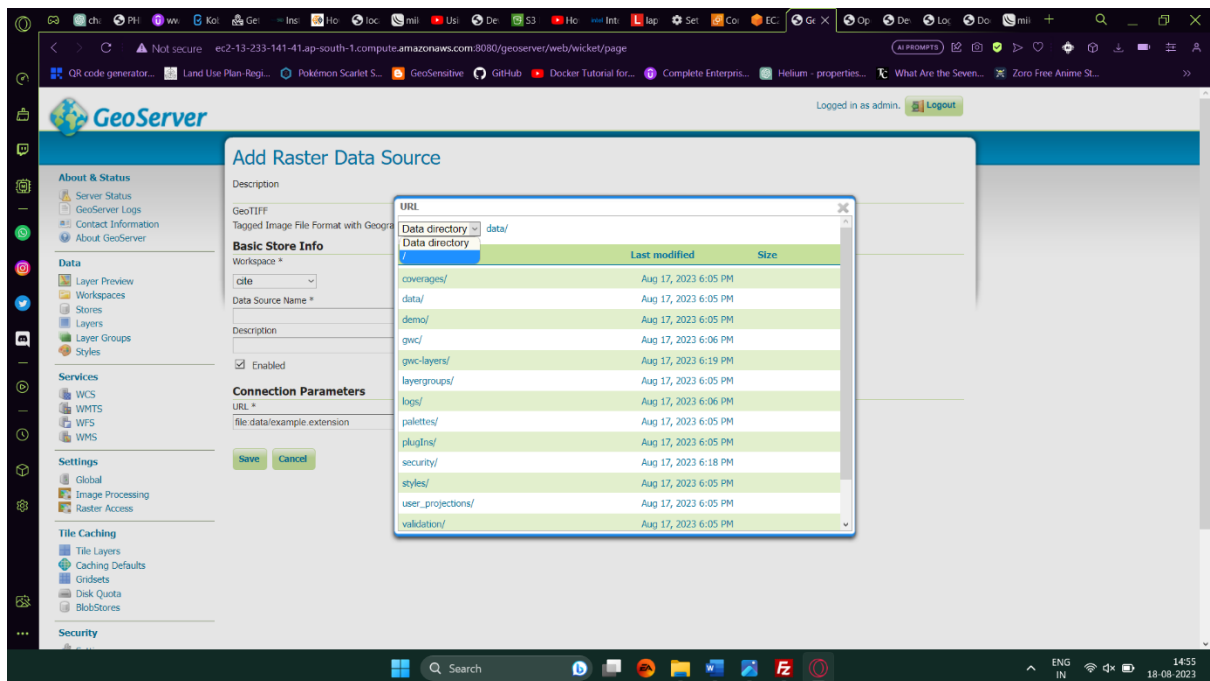 Not secure ec2-13-233-141-41.ap-south-1.compute.amazonaws.com:8080/geoserver/web/wicket/page
AI PROMPTS
QR code generator... Land Use Plan-Regi... Pokémon Scarlet S... GeoSensitive GitHub Docker Tutorial for... Complete Enterpris... Helium - properties... What Are the Seven... Zoro Free Anime St...
GeoServer
Logged in as admin. Logout
Add Raster Data Source
Description
GeoTIFF
Tagged Image File Format with Geogra
Basic Store Info
Workspace *
cite
Data Source Name *
Description
Enabled
Connection Parameters
URL *
file:data/example.extension
Save Cancel
About & Status
Server Status
GeoServer Logs
Contact Information
About GeoServer
Data
Layer Preview
Workspaces
Stores
Layers
Layer Groups
Styles
Services
WCS
WMTS
WFS
WMS
Settings
Global
Image Processing
Raster Access
Tile Caching
Tile Layers
Caching Defaults
Gridsets
Disk Quota
BlobStores
Security
URL
Data directory data/
Data directory
/
Last modified Size
coverages/ Aug 17, 2023 6:05 PM
data/ Aug 17, 2023 6:05 PM
demo/ Aug 17, 2023 6:05 PM
gwc/ Aug 17, 2023 6:06 PM
gwc-layers/ Aug 17, 2023 6:19 PM
layergroups/ Aug 17, 2023 6:05 PM
logs/ Aug 17, 2023 6:06 PM
palettes/ Aug 17, 2023 6:05 PM
plugIns/ Aug 17, 2023 6:05 PM
security/ Aug 17, 2023 6:18 PM
styles/ Aug 17, 2023 6:05 PM
user_projections/ Aug 17, 2023 6:05 PM
validation/ Aug 17, 2023 6:05 PM
Search
ENG
IN
14:55
18-08-2023